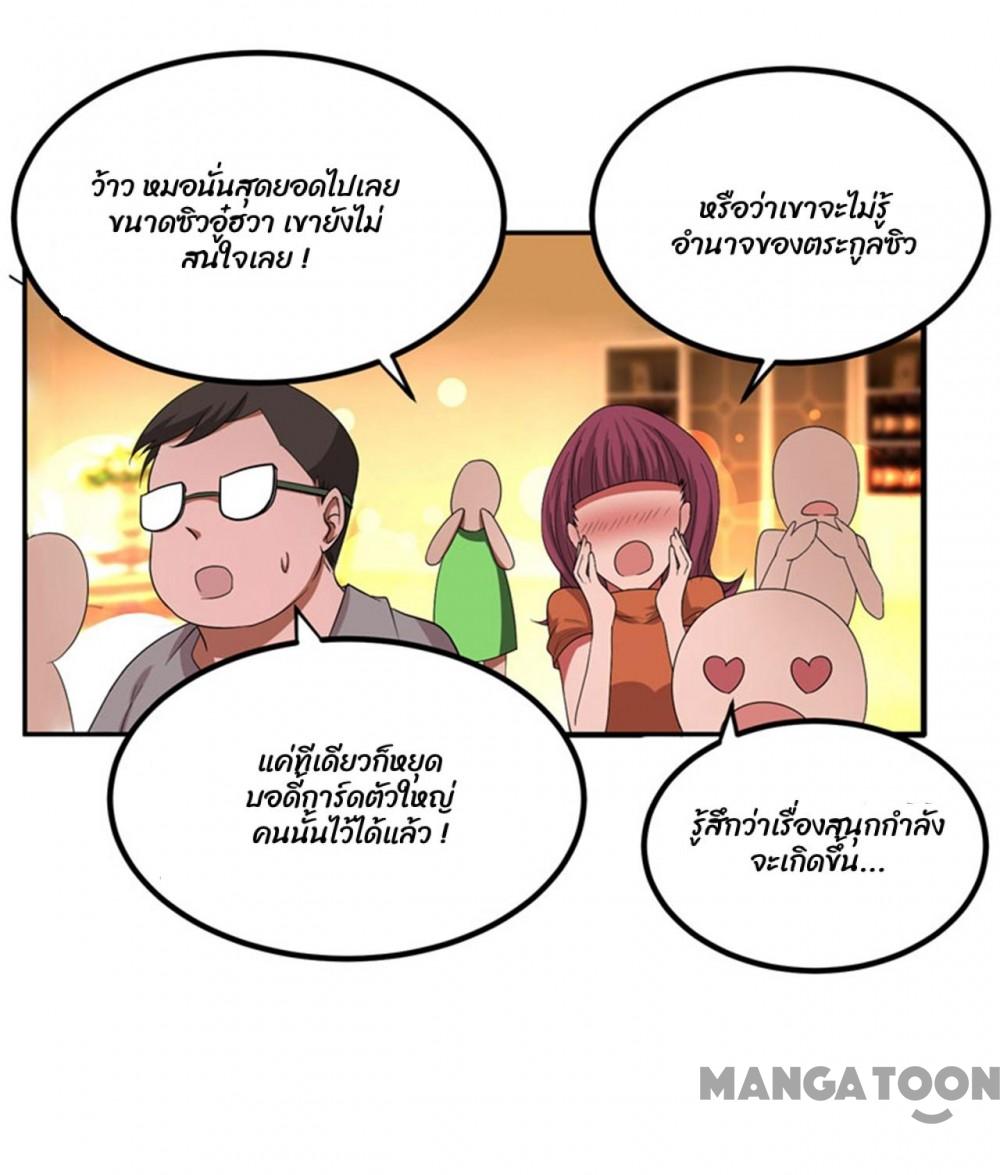 ว้าว หมอนั่นสุดยอดไปเลย
ขนาดซิวอู๋ฮวา เขายังไม่
สนใจเลย !
หรือว่าเขาจะไม่รู้
อำนาจของตระกูลซิว
แค่ทีเดียวก็หยุด
บอดี้การ์ดตัวใหญ่
คนนั้นไว้ได้แล้ว !
รู้สึกว่าเรื่องสนุกกำลัง
จะเกิดขึ้น...
MANGATOON